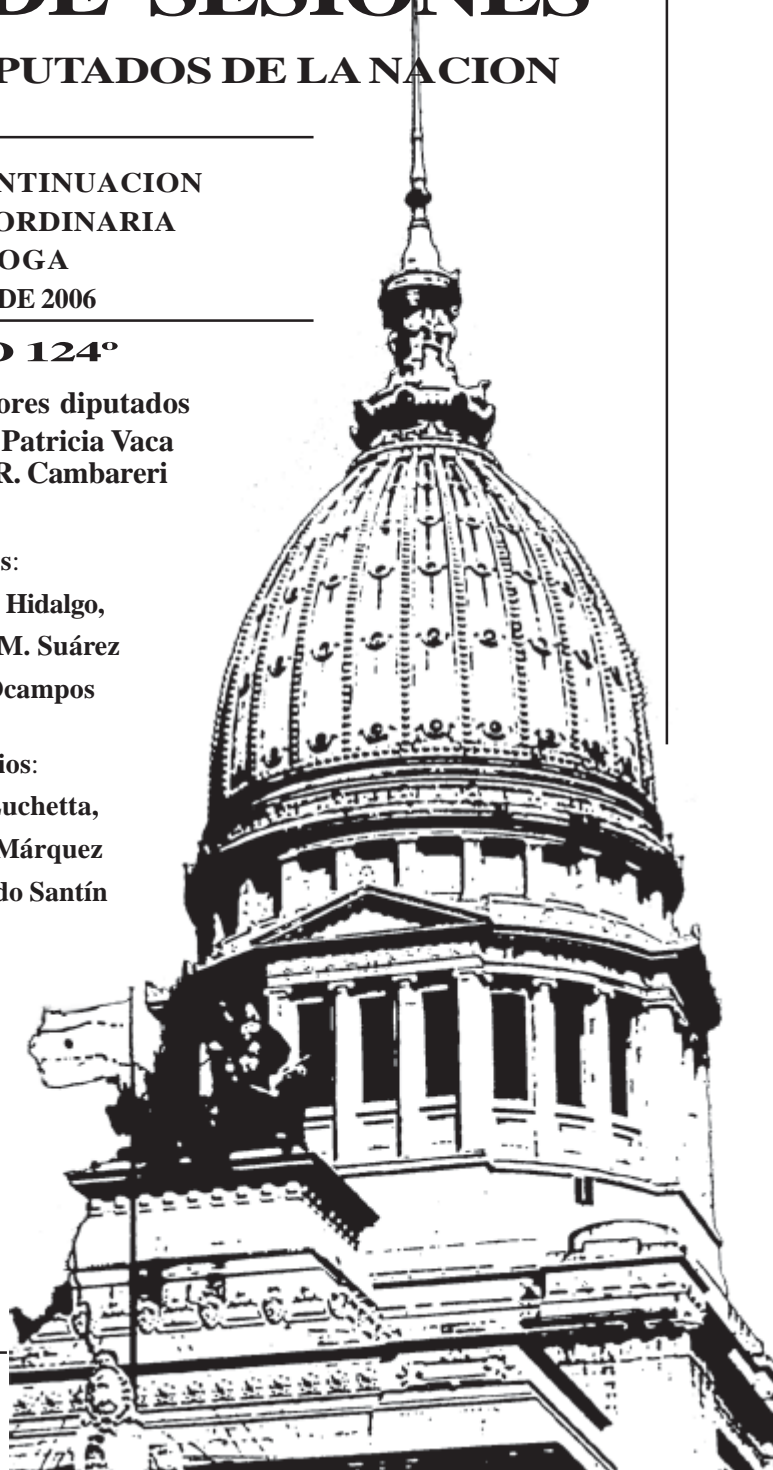 DE SESIONES
PUTADOS DE LA NACION
NTINUACION
ORDINARIA
OGA
DE 2006
O 124º
ores diputados
Patricia Vaca
R. Cambareri
s:
Hidalgo,
M. Suárez
Ocampos
ios:
Luchetta,
Márquez
do Santín